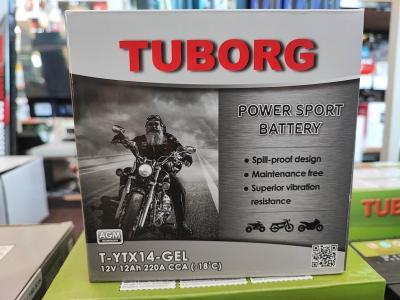 TUBORG
POWER SPORT
BATTERY
• Spill-proof design
• Maintenance free
• Superior vibration
resistance
AGM
T-YTX14-GEL
12V 12Ah 220A CCA (-18°C)
TUBO